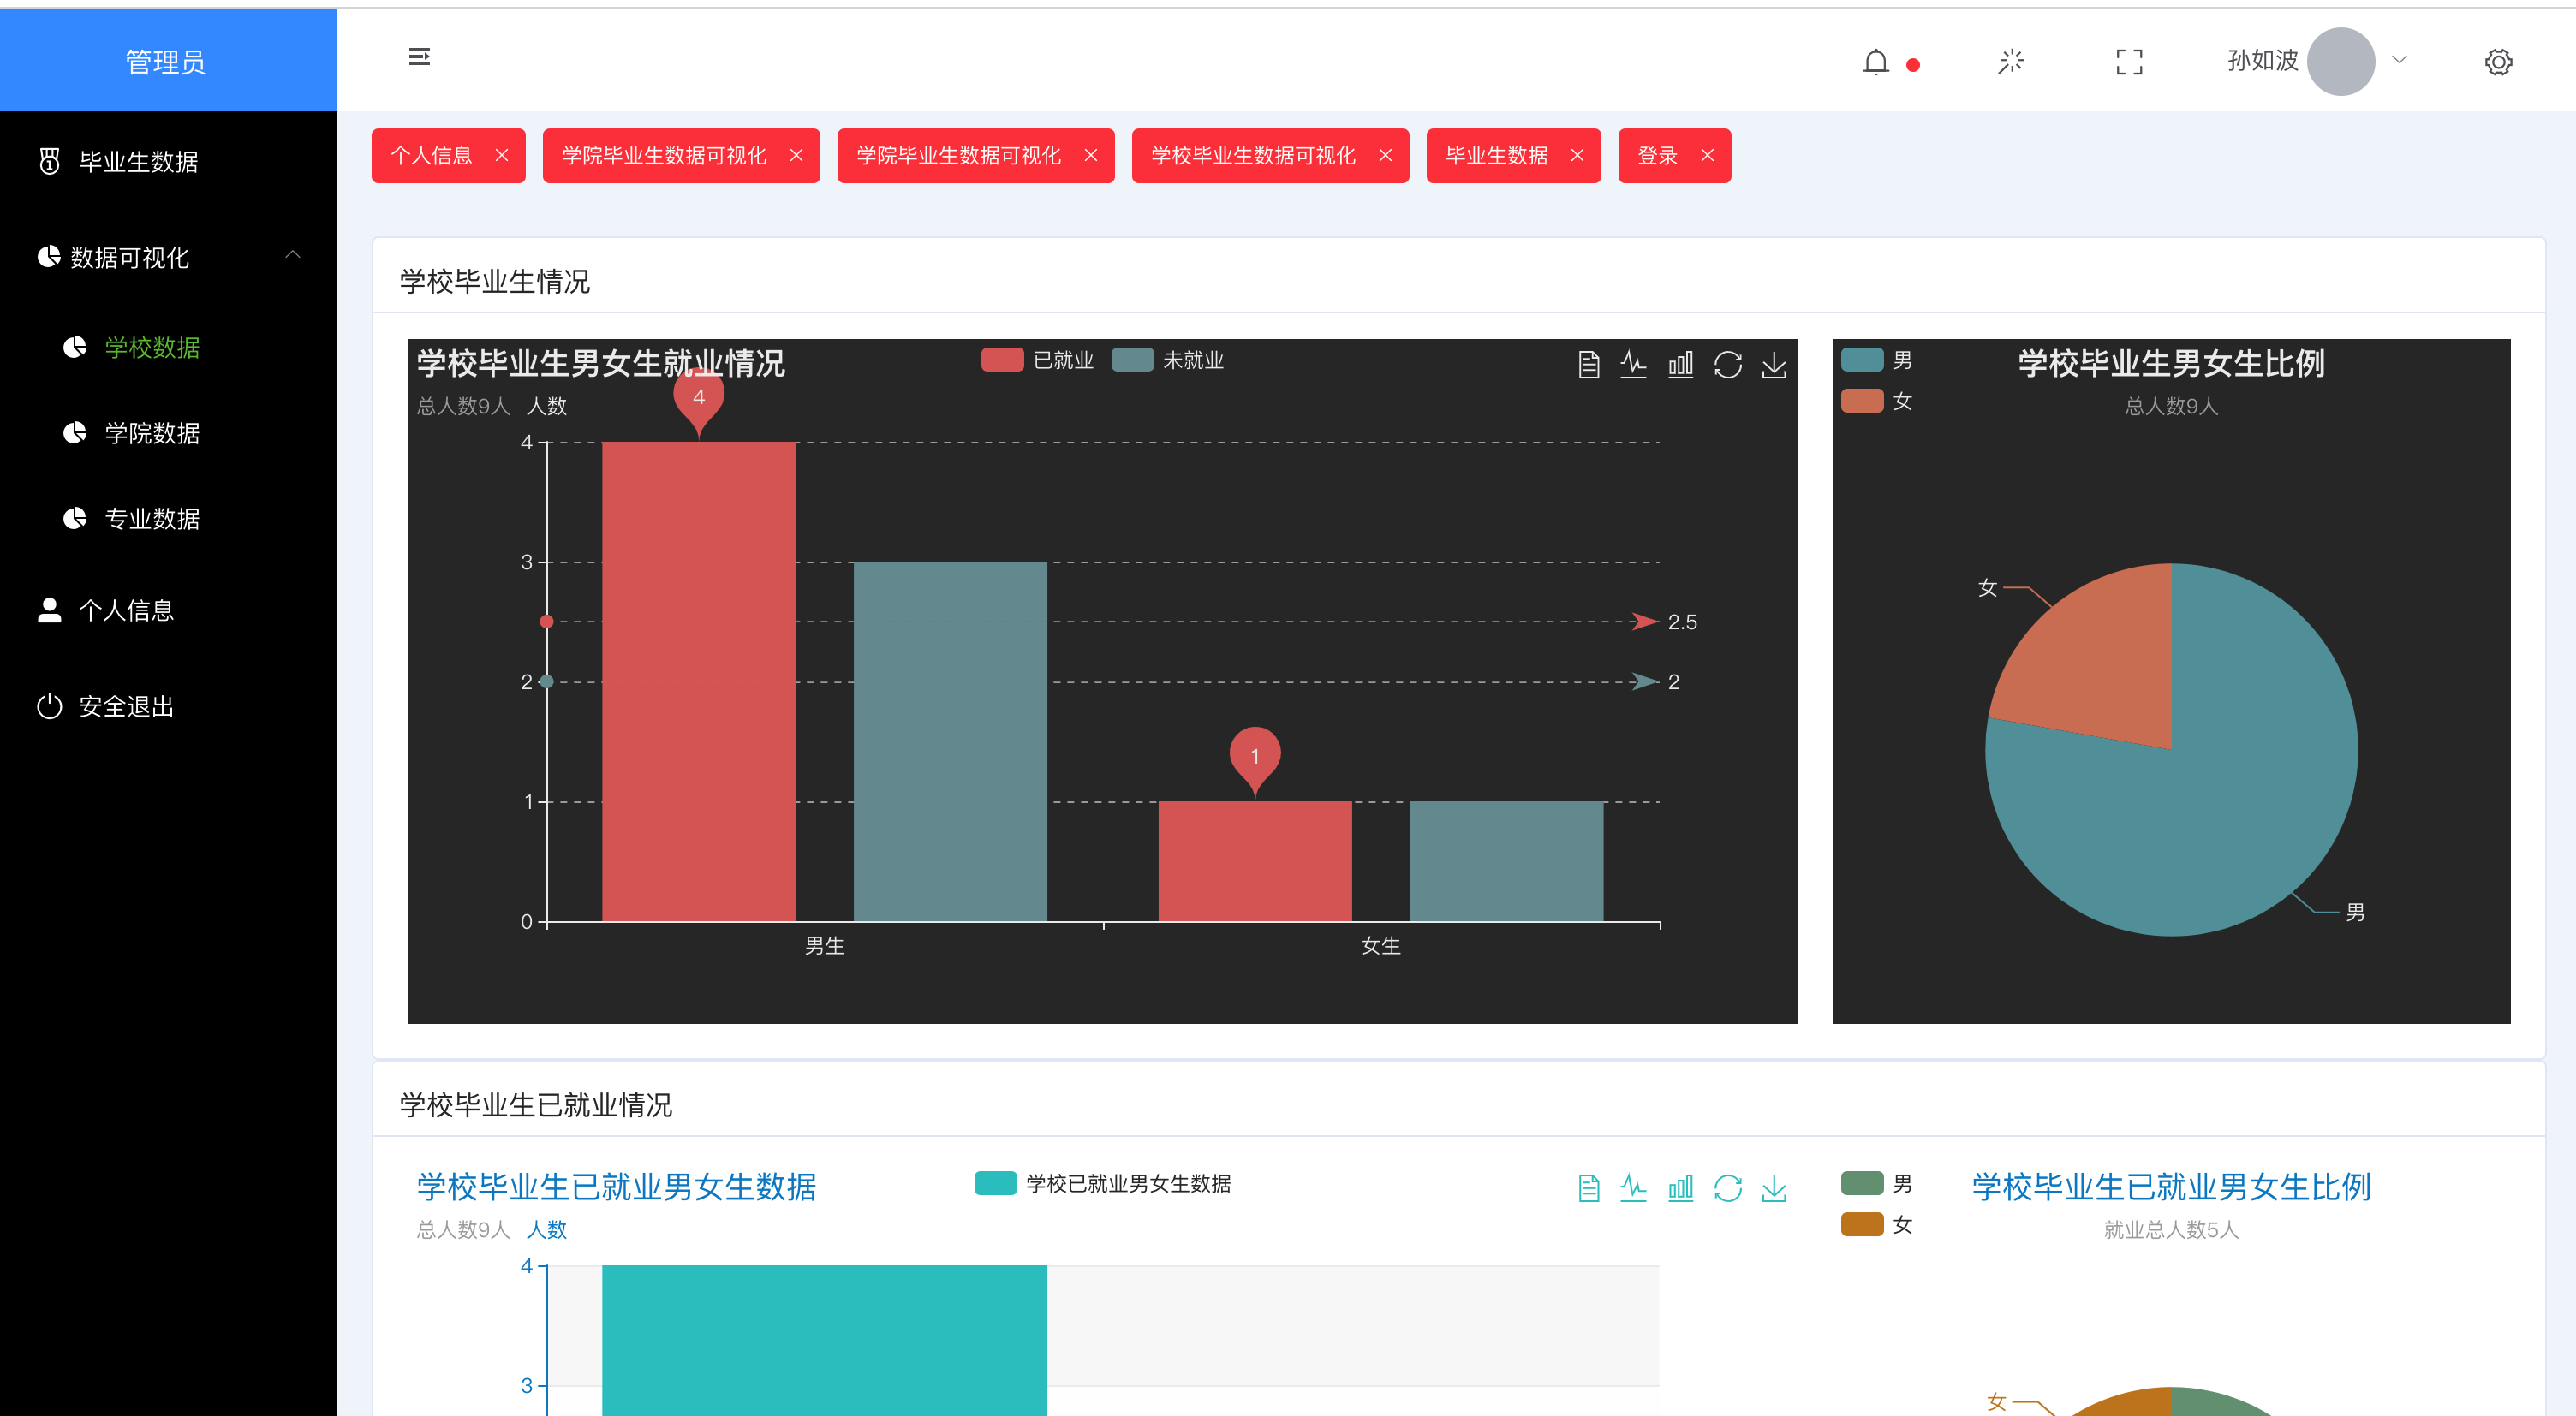 管理员
孙如波
毕业生数据
数据可视化
学校数据
学院数据
专业数据
个人信息
安全退出
个人信息 学院毕业生数据可视化 学院毕业生数据可视化 学校毕业生数据可视化 毕业生数据 登录
学校毕业生情况
学校毕业生男女生就业情况
已就业 未就业
总人数9人 人数
4
4
3
2.5
2
2
1
1
0
男生 女生
男
女
学校毕业生男女生比例
总人数9人
女
男
学校毕业生已就业情况
学校毕业生已就业男女生数据
学校已就业男女生数据
总人数9人 人数
4
3
男
女
学校毕业生已就业男女生比例
就业总人数5人
女